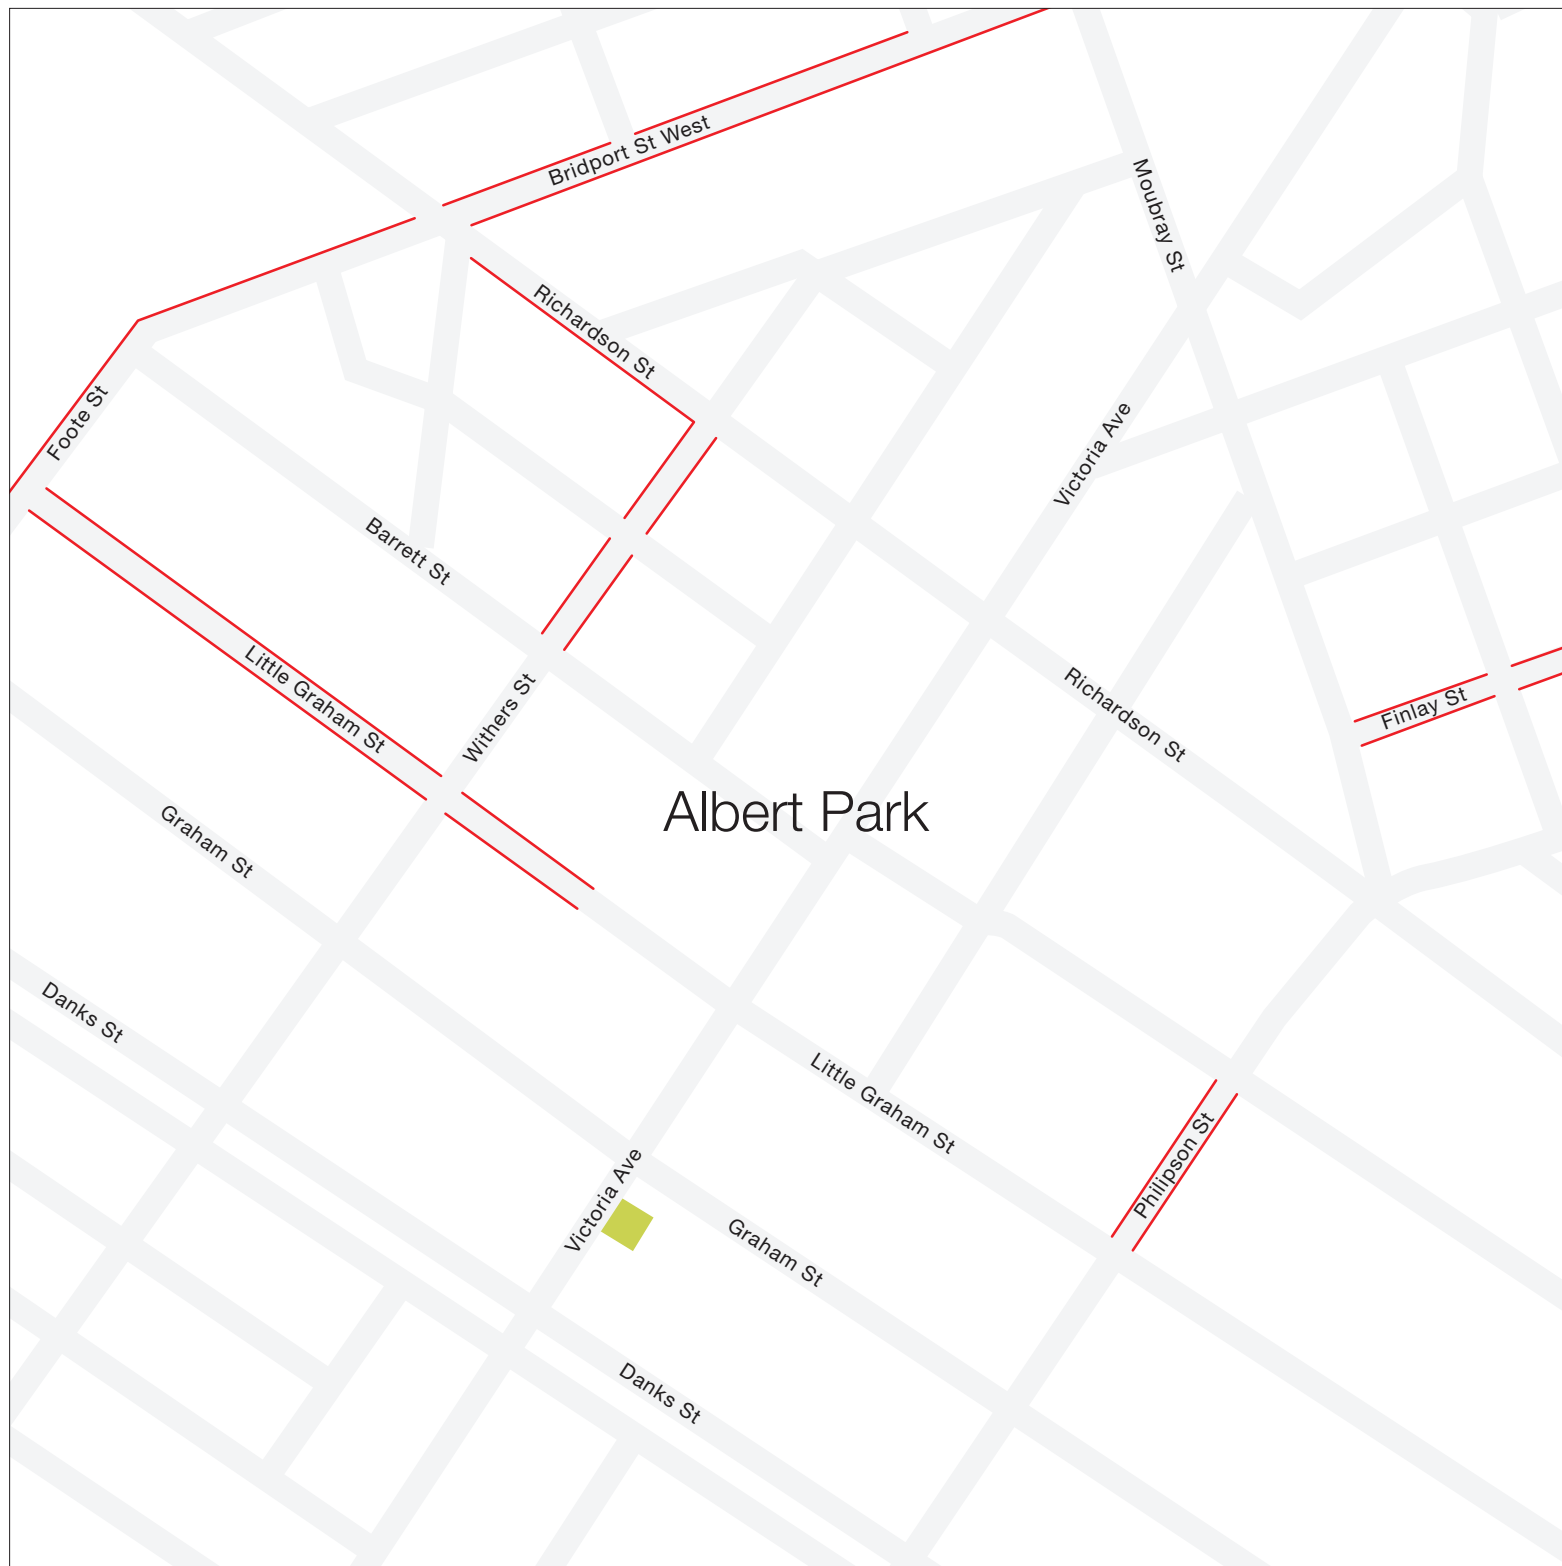 Bridport St West
Moubray St
Richardson St
Foote St
Victoria Ave
Barrett St
Little Graham St
Withers St
Richardson St
Finlay St
Albert Park
Graham St
Danks St
Little Graham St
Philipson St
Victoria Ave
Graham St
Danks St